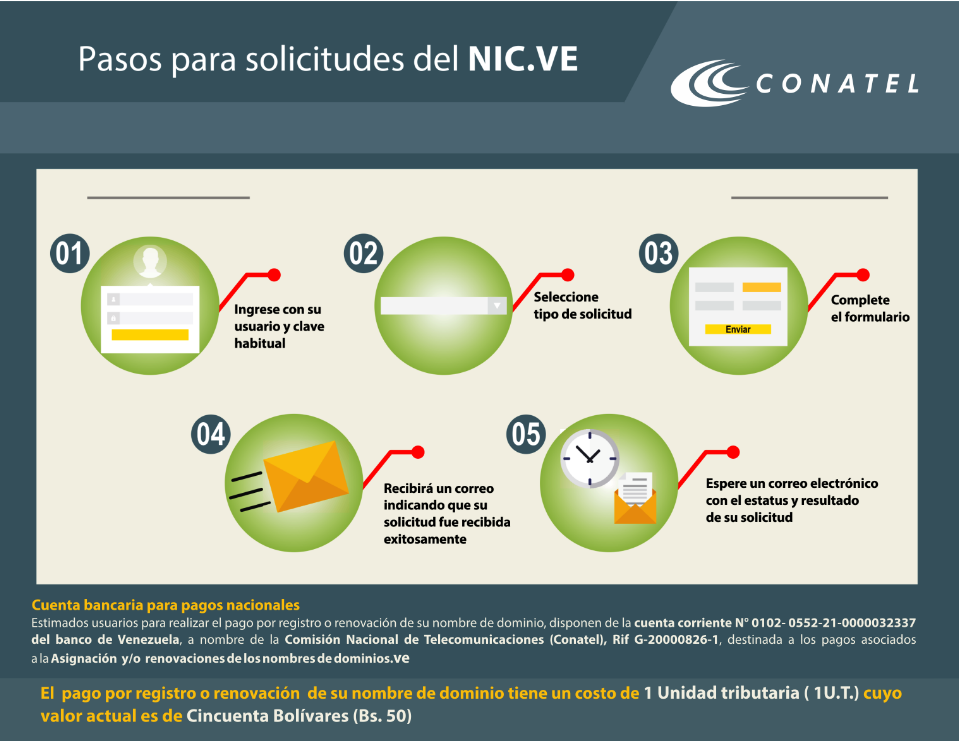 Pasos para solicitudes del NIC.VE
CONATEL
01
Ingrese con su
usuario y clave
habitual
02
Seleccione
tipo de solicitud
03
Enviar
Complete
el formulario
04
Recibirá un correo
indicando que su
solicitud fue recibida
exitosamente
05
Espere un correo electrónico
con el estatus y resultado
de su solicitud
Cuenta bancaria para pagos nacionales
Estimados usuarios para realizar el pago por registro o renovación de su nombre de dominio, disponen de la cuenta corriente N° 0102- 0552-21-0000032337
del banco de Venezuela, a nombre de la Comisión Nacional de Telecomunicaciones (Conatel), Rif G-20000826-1, destinada a los pagos asociados
a la Asignación y/o renovaciones de los nombres de dominios.ve
El pago por registro o renovación de su nombre de dominio tiene un costo de 1 Unidad tributaria ( 1U.T.) cuyo
valor actual es de Cincuenta Bolívares (Bs. 50)